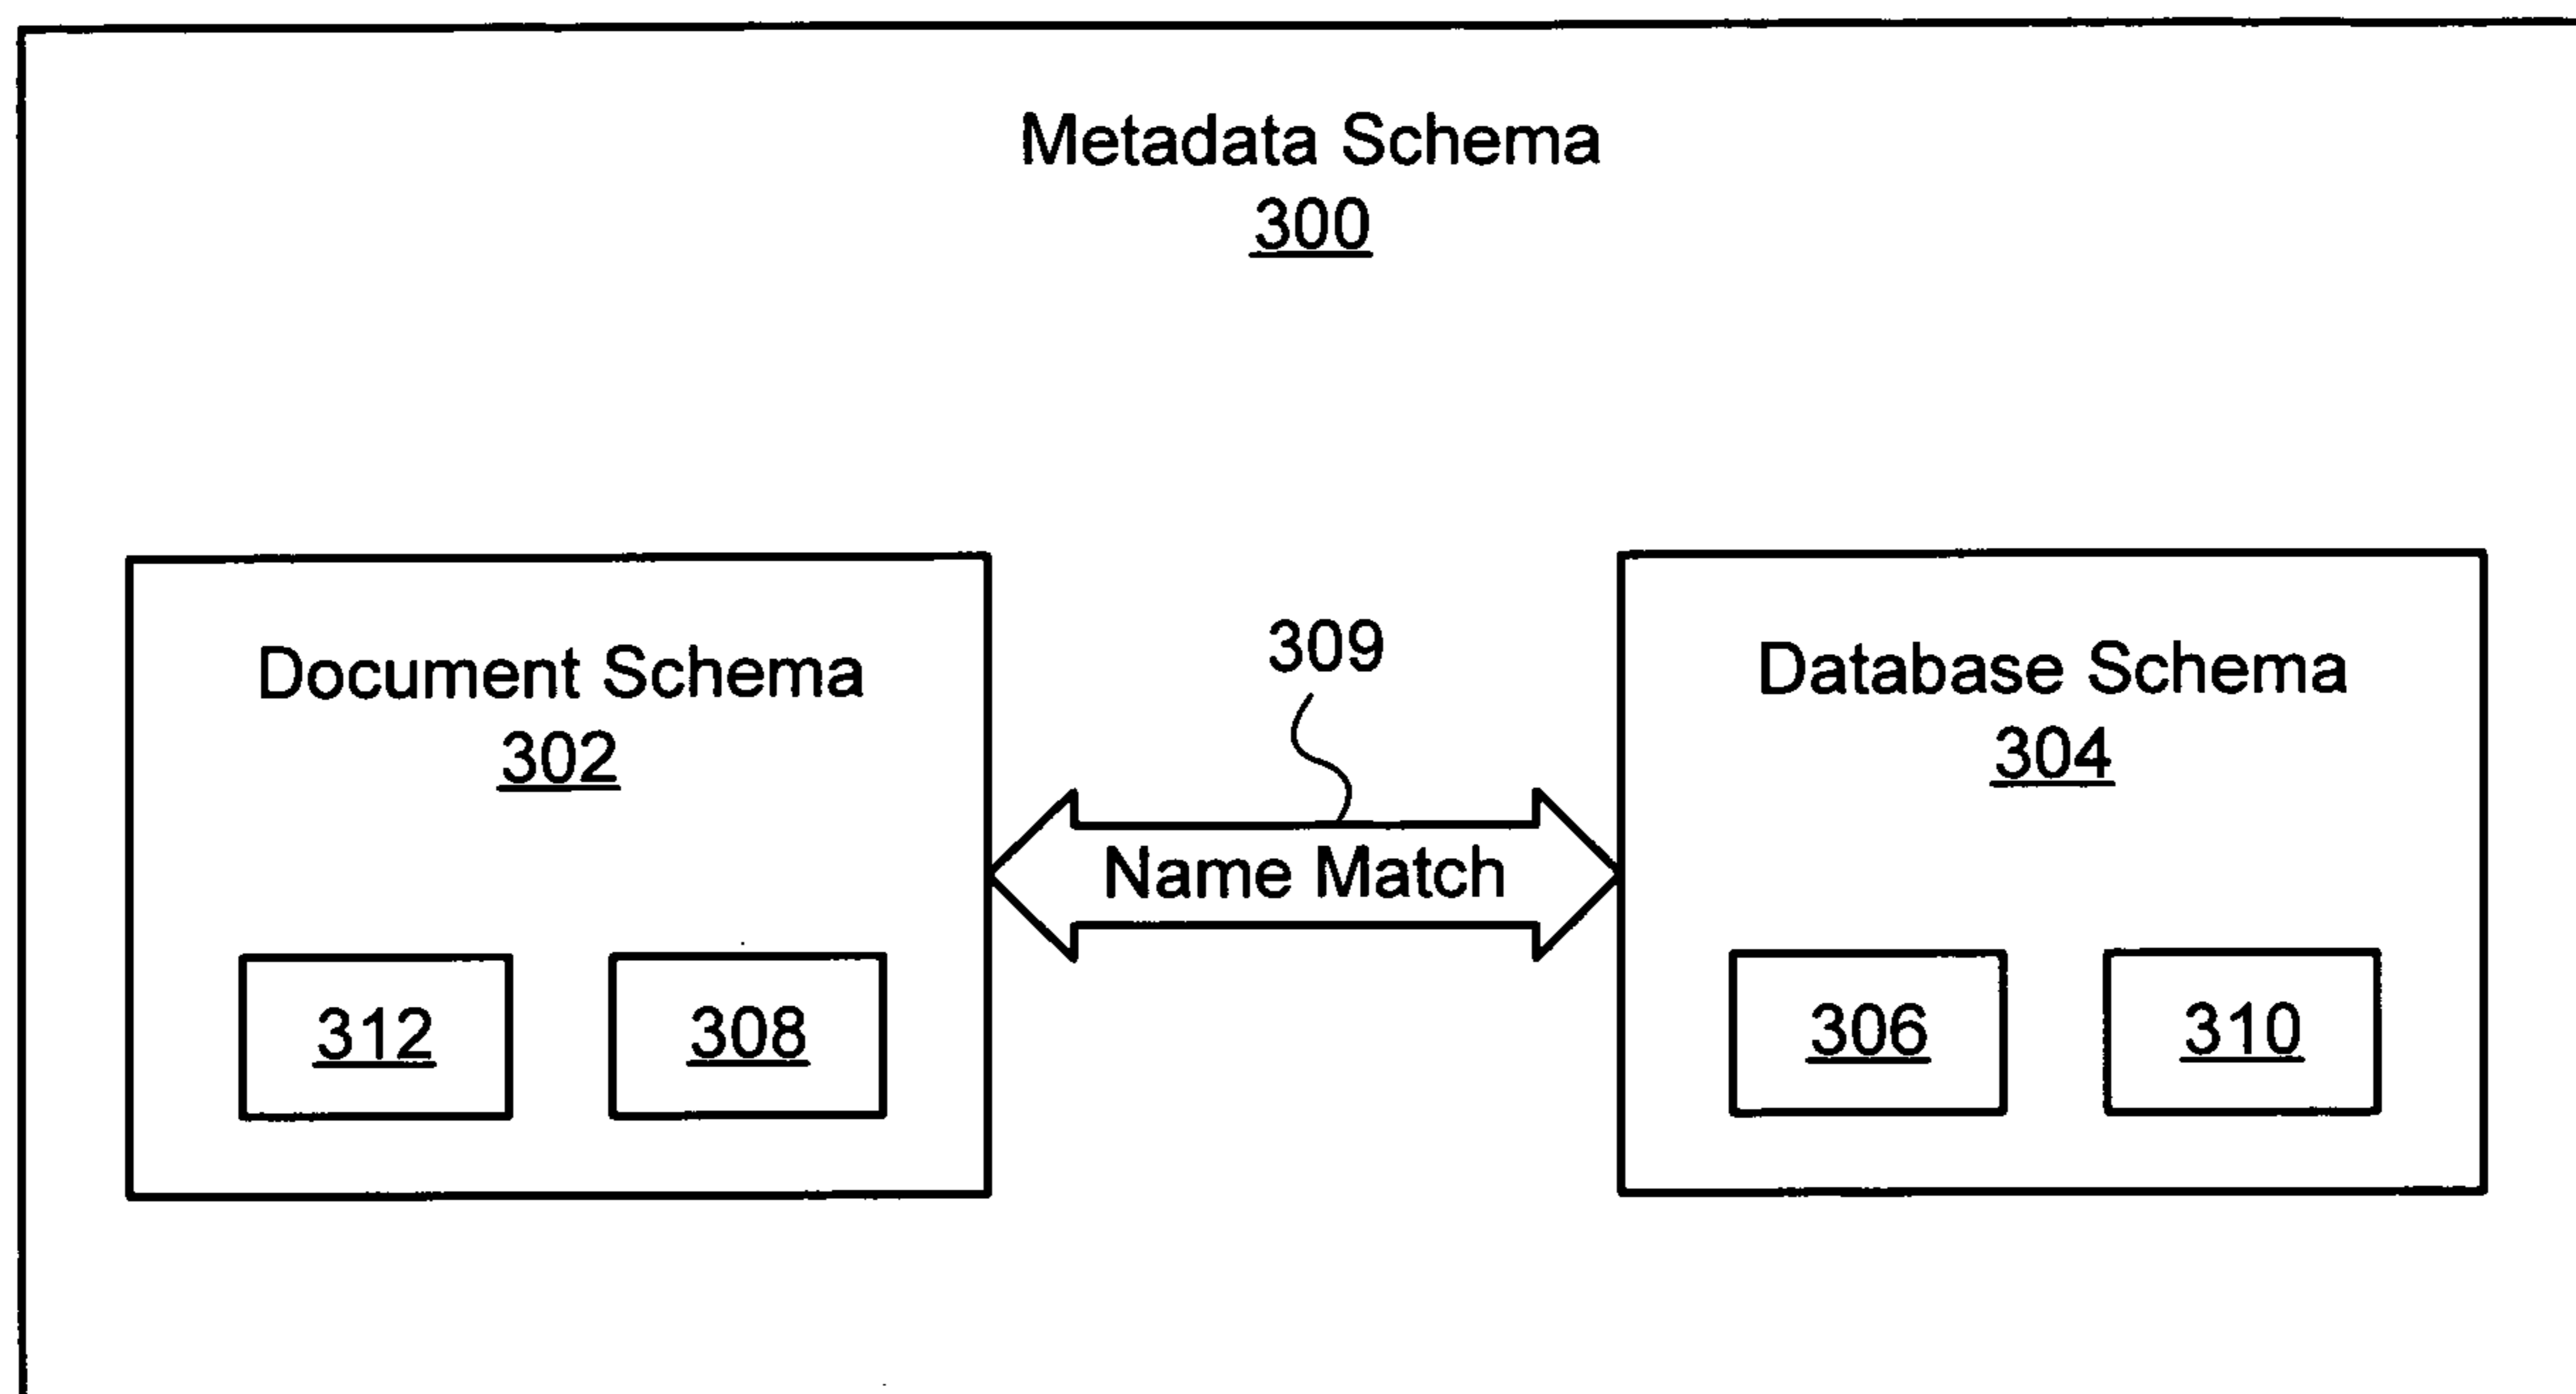 Metadata Schema
300
309
Document Schema
302
Database Schema
304
Name Match
312
308
306
310